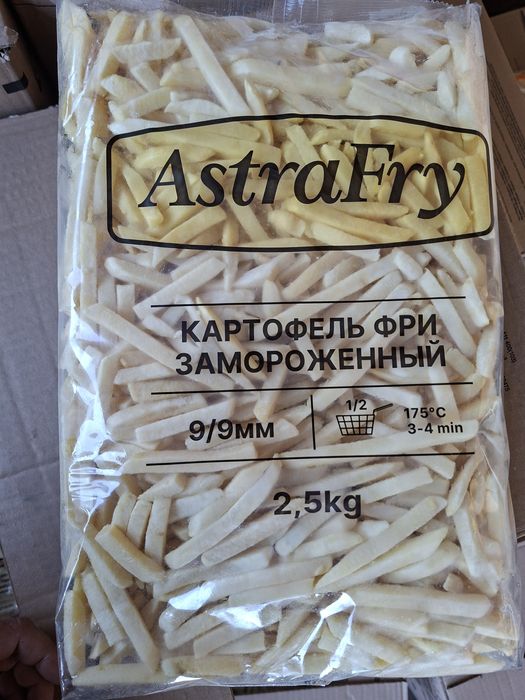 AstraFry
КАРТОФЕЛЬ ФРИ
ЗАМОРОЖЕННЫЙ
9/9мм
1/2
175°C
3-4 min
2,5kg